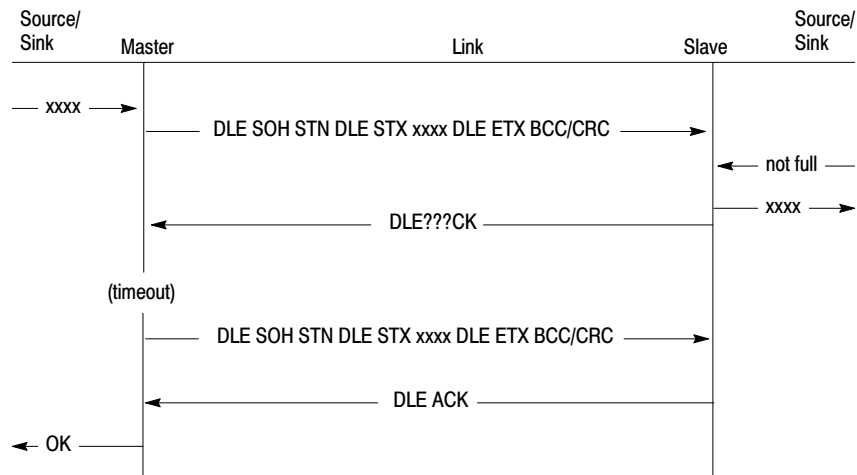 Source/
Sink
Master
Link
Slave
Source/
Sink
xxxx
DLE SOH STN DLE STX xxxx DLE ETX BCC/CRC
not full
xxxx
DLE???CK
(timeout)
DLE SOH STN DLE STX xxxx DLE ETX BCC/CRC
DLE ACK
OK